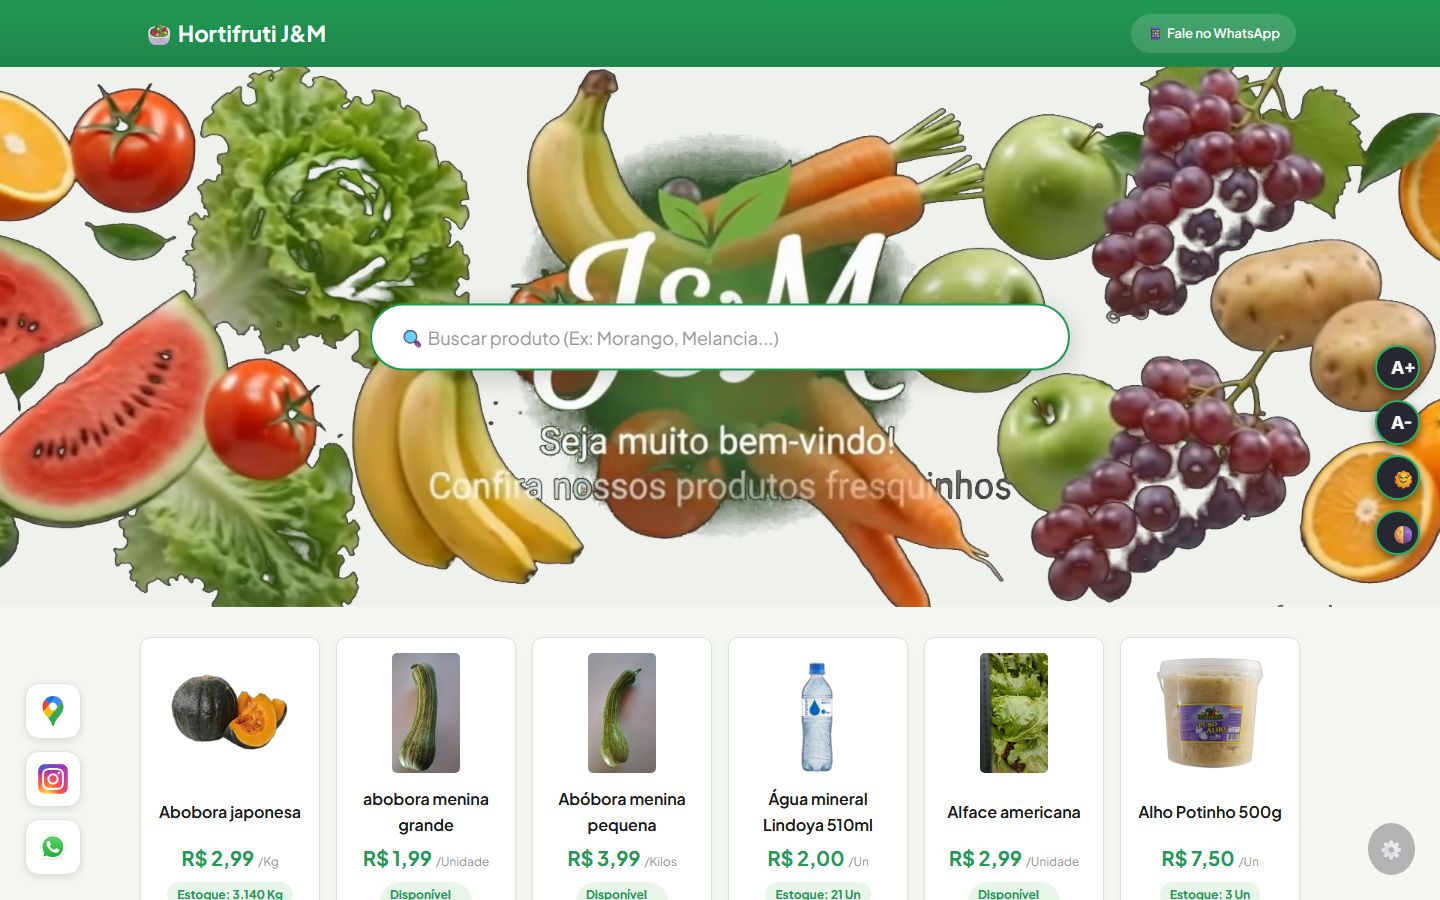 Hortifruti J&M
Fale no WhatsApp
J&M
Buscar produto (Ex: Morango, Melancia...)
Seja muito bem-vindo!
Confira nossos produtos fresquinhos
A+
A-
Abobora japonesa
R$ 2,99 /Kg
Estoque: 3.140 Kg
abobora menina
grande
R$ 1,99 /Unidade
Disponível
Abóbora menina
pequena
R$ 3,99 /Kilos
Disponível
Água mineral
Lindoya 510ml
R$ 2,00 /Un
Estoque: 21 Un
Alface americana
R$ 2,99 /Unidade
Disponível
PURO
ALHO
Alho Potinho 500g
R$ 7,50 /Un
Estoque: 3 Un